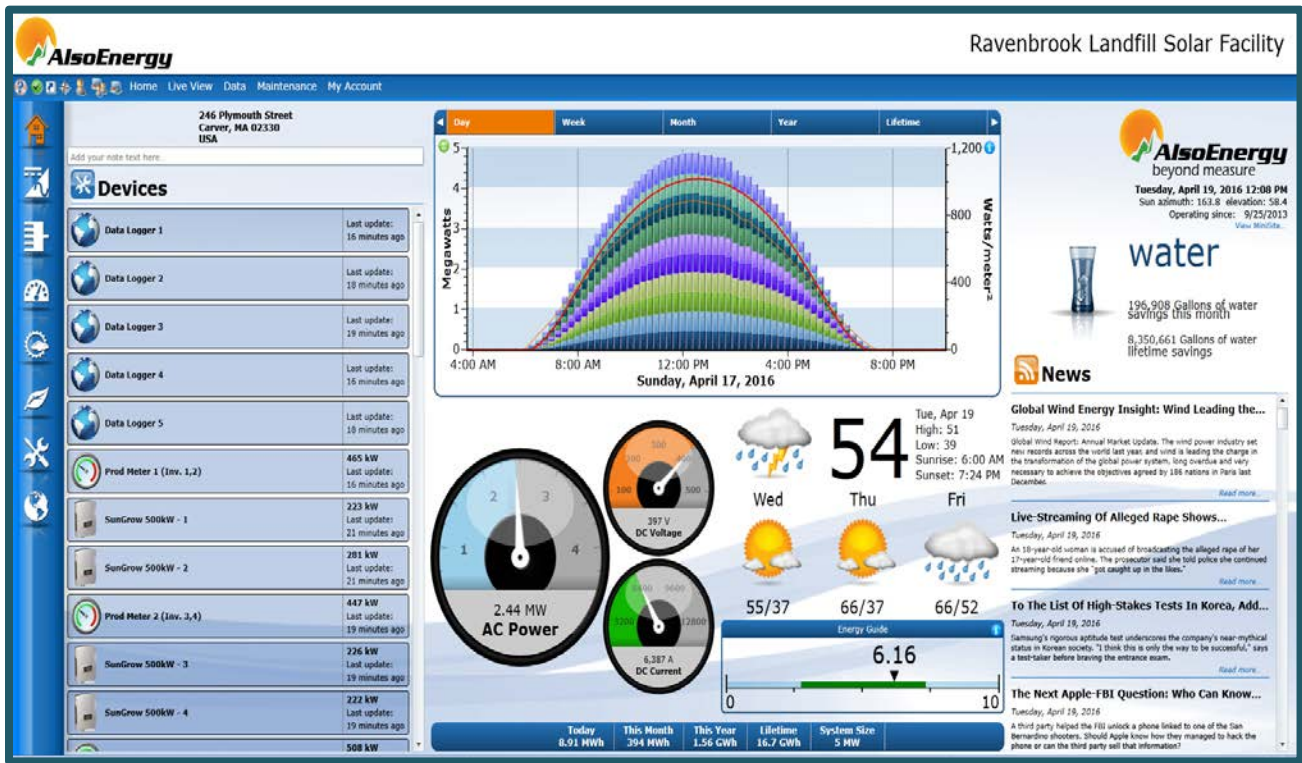 AlsoEnergy
Ravenbrook Landfill Solar Facility
Home Live View Data Maintenance My Account
246 Plymouth Street
Carver, MA 02330
USA
Add your note text here.
Devices
Data Logger 1
Last update:
16 minutes ago
Data Logger 2
Last update:
18 minutes ago
Data Logger 3
Last update:
19 minutes ago
Data Logger 4
Last update:
16 minutes ago
Data Logger 5
Last update:
18 minutes ago
Prod Meter 1 (Inv. 1,2)
465 kW
Last update:
16 minutes ago
SunGrow 500kW - 1
223 kW
Last update:
21 minutes ago
SunGrow 500kW - 2
281 kW
Last update:
21 minutes ago
Prod Meter 2 (Inv. 3,4)
447 kW
Last update:
19 minutes ago
SunGrow 500kW - 3
226 kW
Last update:
19 minutes ago
SunGrow 500kW - 4
222 kW
Last update:
19 minutes ago
508 kW
Day Week Month Year Lifetime
Megawatts
5
4
3
2
1
0
1,200
800
400
0
Watts/meter²
4:00 AM 8:00 AM 12:00 PM 4:00 PM 8:00 PM
Sunday, April 17, 2016
1 2 3 4
2.44 MW
AC Power
100 500
397 V
DC Voltage
3200 9600 12800
6,387 A
DC Current
54
Tue, Apr 19
High: 51
Low: 39
Sunrise: 6:00 AM
Sunset: 7:24 PM
Wed Thu Fri
55/37 66/37 66/52
Energy Guide
6.16
0 10
Today This Month This Year Lifetime System Size
8.91 MWh 394 MWh 1.56 GWh 16.7 GWh 5 MW
AlsoEnergy
beyond measure
Tuesday, April 19, 2016 12:08 PM
Sun azimuth: 163.8 elevation: 58.4
Operating since: 9/25/2013
water
196,908 Gallons of water
savings this month
8,350,661 Gallons of water
lifetime savings
News
Global Wind Energy Insight: Wind Leading the...
Tuesday, April 19, 2016
Global Wind Report: Annual Market Update. The wind power industry set
new records across the world last year, and wind is leading the charge in
the transformation of the global power system, long overdue and very
necessary to achieve the objectives agreed by 186 nations in Paris last
December.
Read more...
Live-Streaming Of Alleged Rape Shows...
Tuesday, April 19, 2016
An 18-year-old woman is accused of broadcasting the alleged rape of her
17-year-old friend online. The prosecutor said she told police she continued
streaming because she "got caught up in the likes."
Read more...
To The List Of High-Stakes Tests In Korea, Add...
Tuesday, April 19, 2016
Samsung's rigorous aptitude test underscores the company's near-mythical
status in Korean society. "I think this is only the way to be successful," says
a test-taker before braving the entrance exam.
Read more...
The Next Apple-FBI Question: Who Can Know...
Tuesday, April 19, 2016
A third party helped the FBI unlock a phone linked to one of the San
Bernardino shooters. Should Apple know how they managed to hack the
phone or can the third party sell that information?